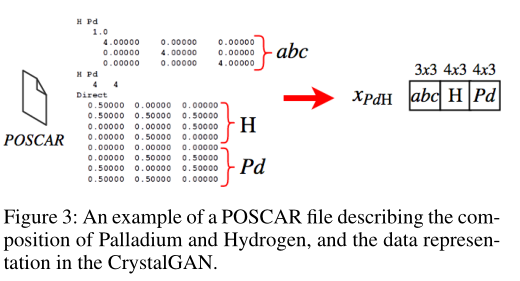 H Pd
1.0
4.00000 0.00000 0.00000
0.00000 4.00000 0.00000
0.00000 0.00000 4.00000
abc
H Pd
4 4
Direct
0.50000 0.00000 0.00000
0.50000 0.50000 0.50000
0.00000 0.00000 0.50000
0.00000 0.50000 0.00000
H
0.00000 0.00000 0.00000
0.00000 0.50000 0.50000
0.50000 0.00000 0.50000
0.50000 0.50000 0.00000
Pd
POSCAR
3x3 4x3 4x3
xPdH abc H Pd
Figure 3: An example of a POSCAR file describing the com-
position of Palladium and Hydrogen, and the data represen-
tation in the CrystalGAN.